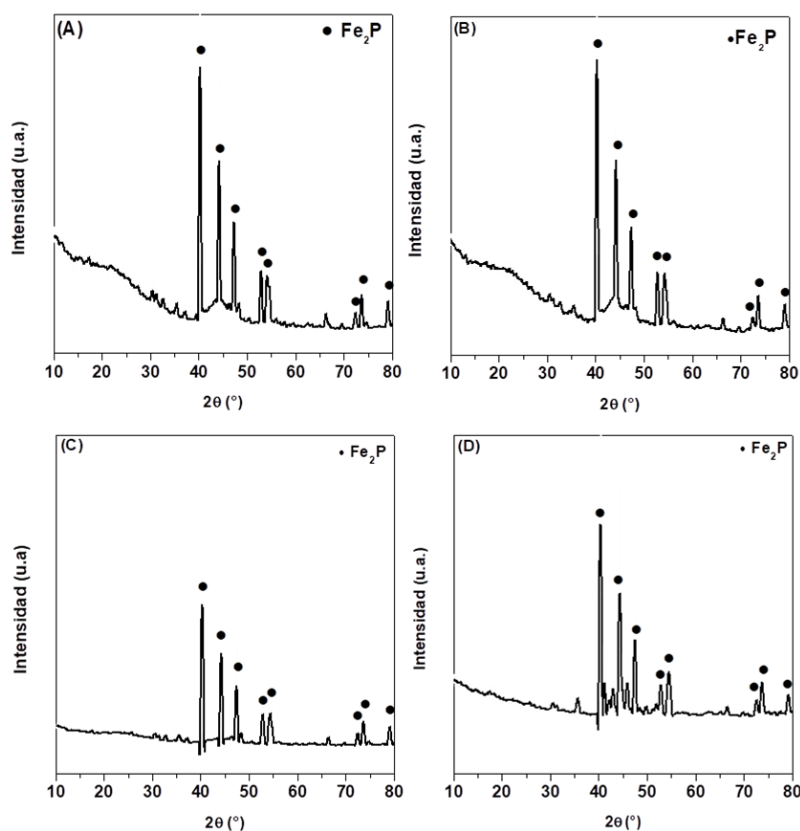 (A)
● Fe₂P
Intensidad (u.a.)
10 20 30 40 50 60 70 80
2θ (°)
(B)
•Fe₂P
Intensidad (u.a.)
10 20 30 40 50 60 70 80
2θ (°)
(C)
• Fe₂P
Intensidad (u.a)
10 20 30 40 50 60 70 80
2θ (°)
(D)
• Fe₂P
Intensidad (u.a.)
10 20 30 40 50 60 70 80
2θ (°)